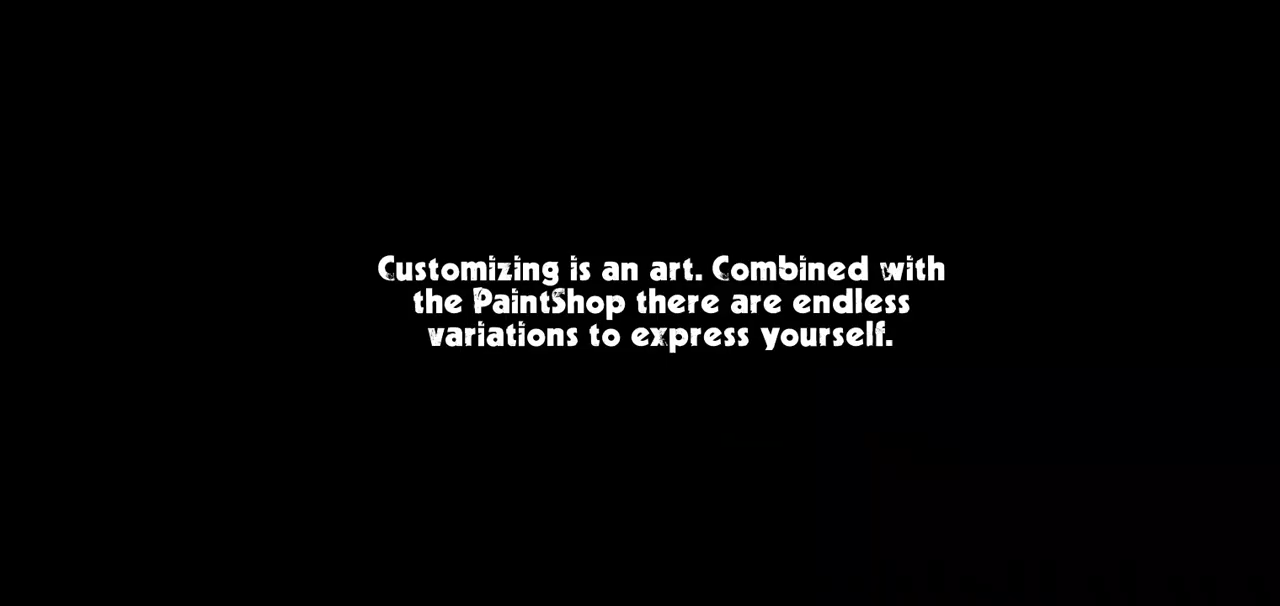 Customizing is an art. Combined with
the PaintShop there are endless
variations to express yourself.